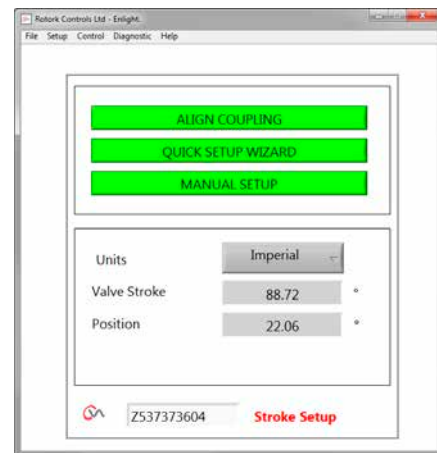 Rotork Controls Ltd - Enlight.
File Setup Control Diagnostic Help
ALIGN COUPLING
QUICK SETUP WIZARD
MANUAL SETUP
Units Imperial
Valve Stroke 88.72 °
Position 22.06 °
Z537373604 Stroke Setup